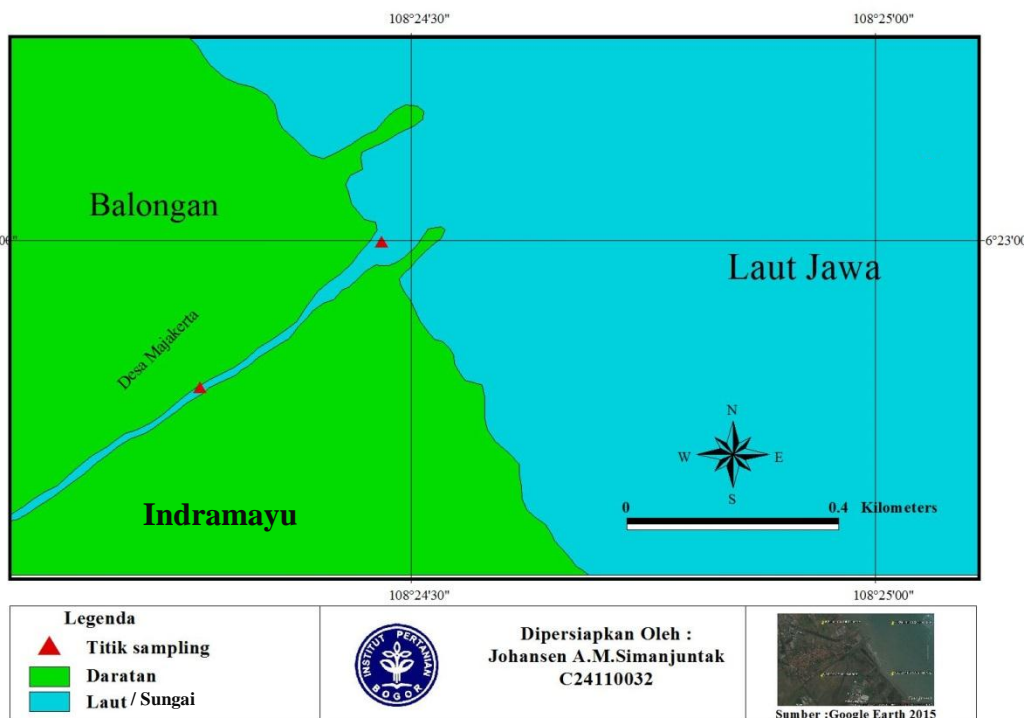 108°24'30" 108°25'00"
Balongan
6°23'00
Laut Jawa
Desa Majakerta
N
W E
S
Indramayu
0 0.4 Kilometers
108°24'30" 108°25'00"
Legenda
Titik sampling
Daratan
Laut / Sungai
INSTITUT PERTANIAN
BOGOR
Dipersiapkan Oleh :
Johansen A.M.Simanjuntak
C24110032
Sumber :Google Earth 2015